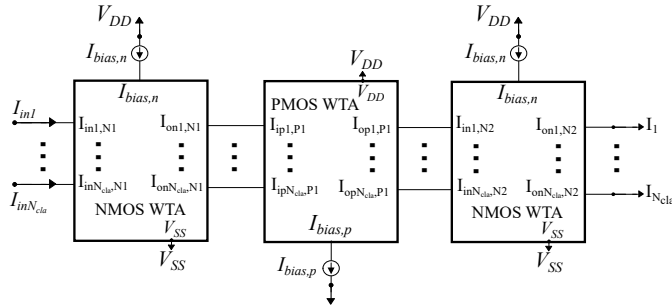 V_DD
I_bias,n
I_bias,n
I_in1
I_in1,N1
I_on1,N1
I_inN_cla
I_inN_cla,N1
I_onN_cla,N1
NMOS WTA
V_SS
V_SS
V_DD
V_DD
PMOS WTA
I_ip1,P1
I_op1,P1
I_ipN_cla,P1
I_opN_cla,P1
I_bias,p
I_bias,p
V_DD
I_bias,n
I_bias,n
I_in1,N2
I_on1,N2
I_1
I_inN_cla,N2
I_onN_cla,N2
I_N_cla
NMOS WTA
V_SS
V_SS